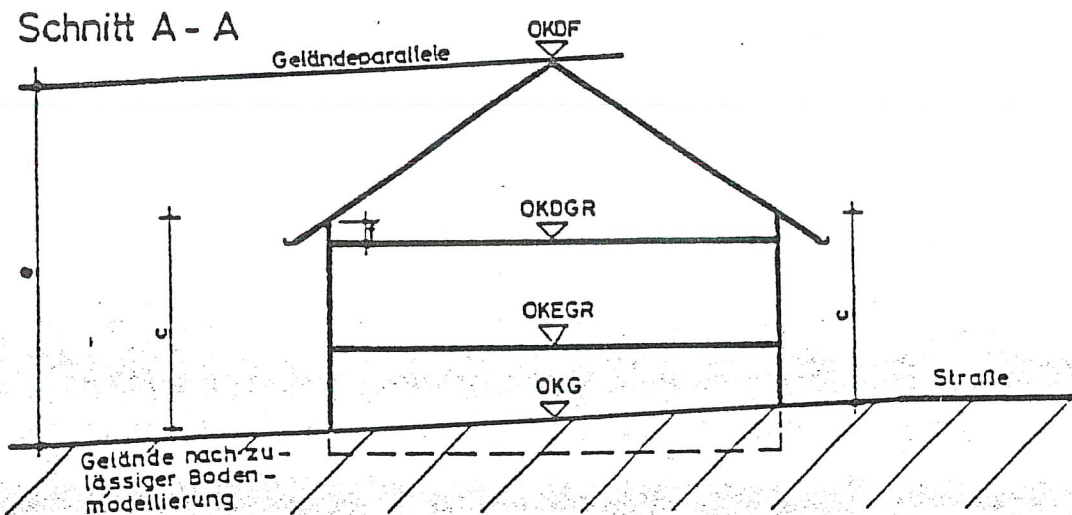 Schnitt A - A
OKDF
Geländeparallele
OKDGR
c
c
OKEGR
OKG
Straße
Gelände nach zu-
lässiger Boden-
modellierung